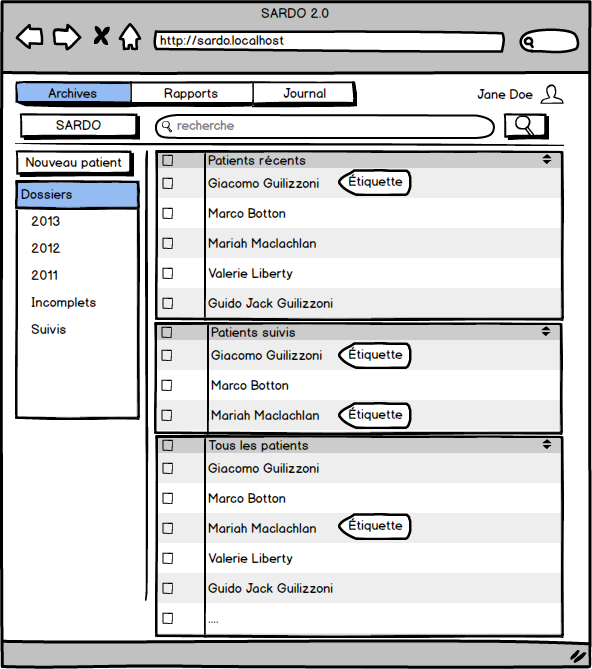 SARDO 2.0
http://sardo.localhost
Archives Rapports Journal Jane Doe
SARDO recherche
Nouveau patient
Dossiers
2013
2012
2011
Incomplets
Suivis
Patients récents
Giacomo Guilizzoni Étiquette
Marco Botton
Mariah Maclachlan
Valerie Liberty
Guido Jack Guilizzoni
Patients suivis
Giacomo Guilizzoni Étiquette
Marco Botton
Mariah Maclachlan Étiquette
Tous les patients
Giacomo Guilizzoni
Marco Botton
Mariah Maclachlan Étiquette
Valerie Liberty
Guido Jack Guilizzoni
....